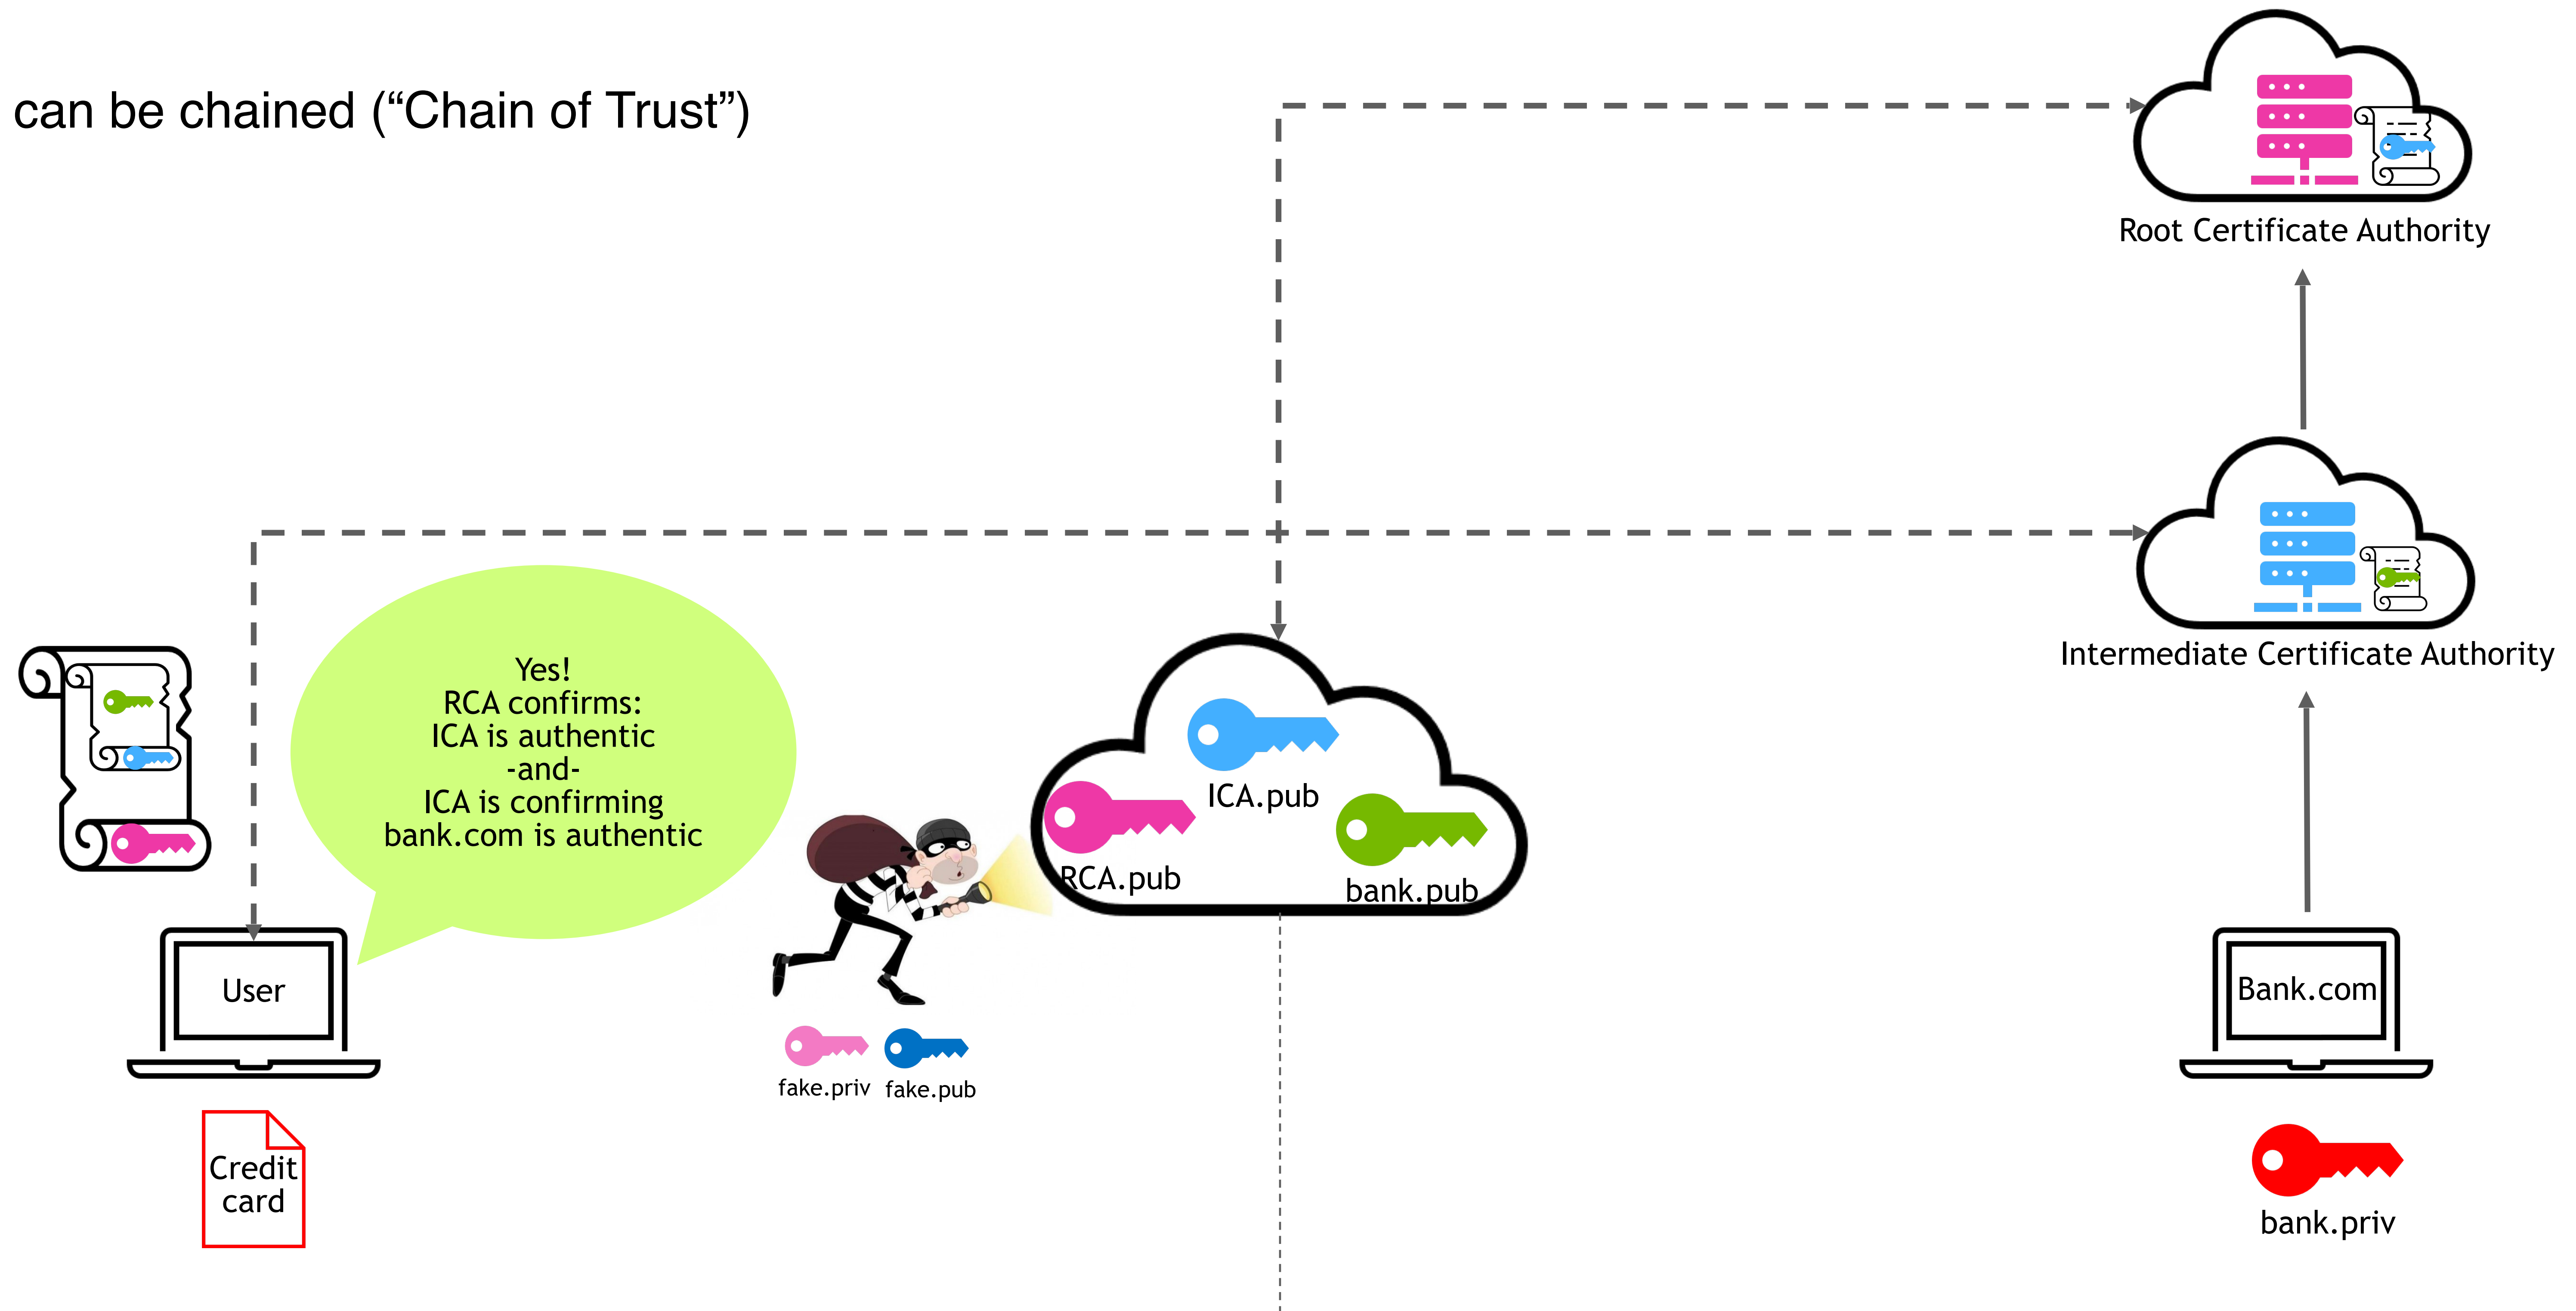 can be chained (“Chain of Trust”)
Root Certificate Authority
Intermediate Certificate Authority
Yes!
RCA confirms:
ICA is authentic
-and-
ICA is confirming
bank.com is authentic
ICA.pub
RCA.pub
bank.pub
User
Bank.com
fake.priv
fake.pub
Credit
card
bank.priv